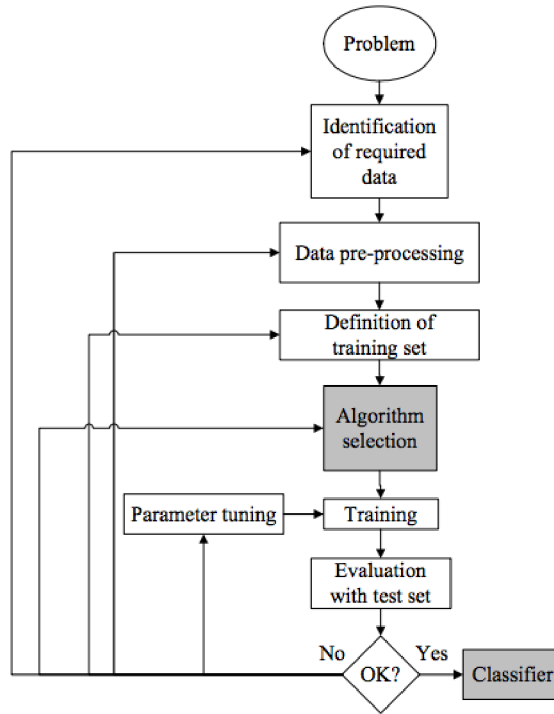 Problem
Identification
of required
data
Data pre-processing
Definition of
training set
Algorithm
selection
Parameter tuning
Training
Evaluation
with test set
No
OK?
Yes
Classifier